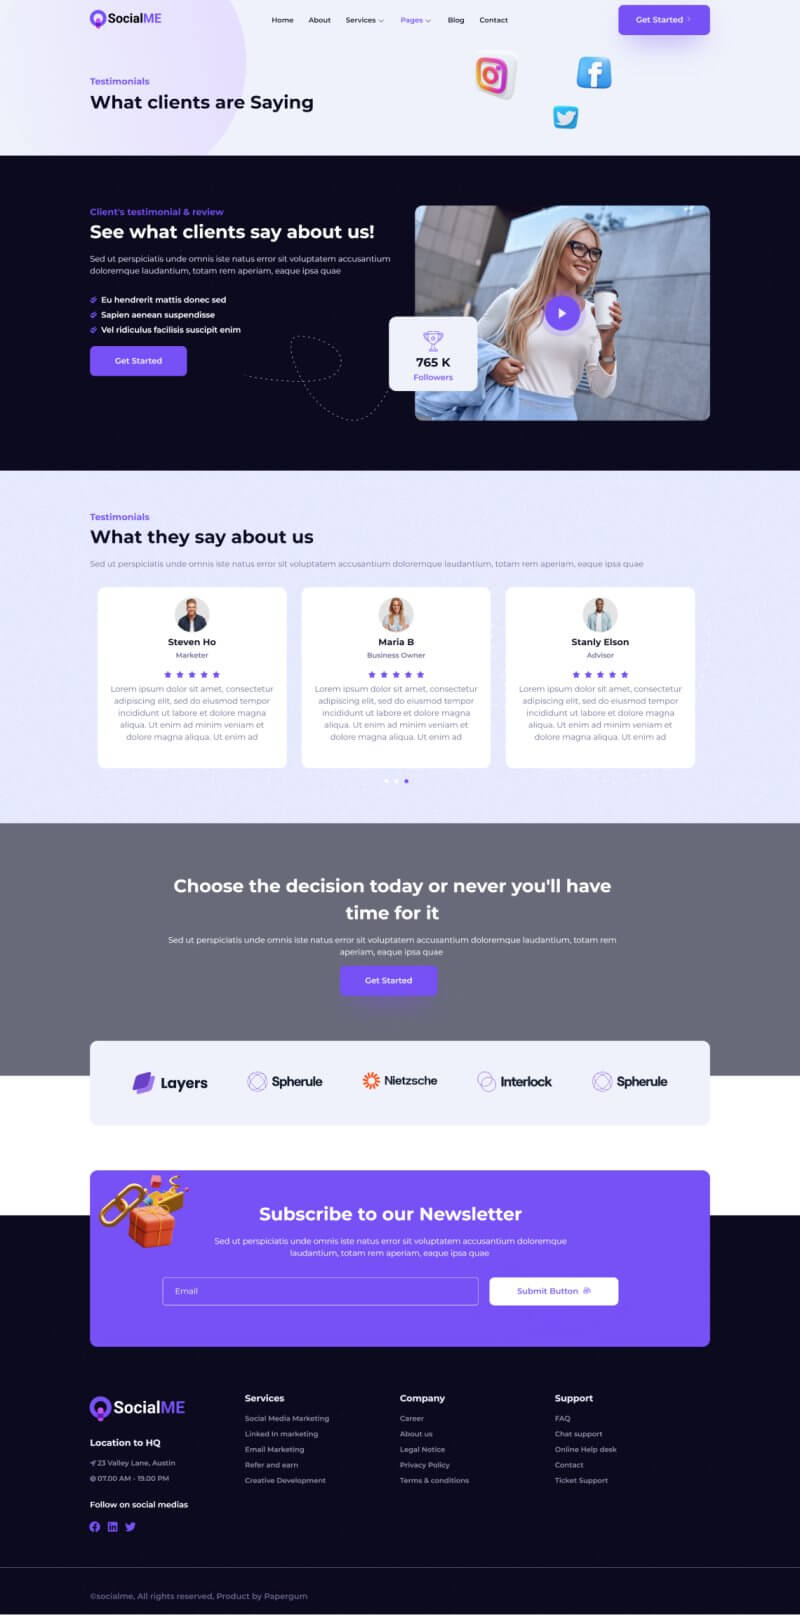 SocialME
Home
About
Services
Pages
Blog
Contact
Get Started
Testimonials
What clients are Saying
Client's testimonial & review
See what clients say about us!
Sed ut perspiciatis unde omnis iste natus error sit voluptatem accusantium
doloremque laudantium, totam rem aperiam, eaque ipsa quae
Eu hendrerit mattis donec sed
Sapien aenean suspendisse
Vel ridiculus facilisis suscipit enim
Get Started
765 K
Followers
Testimonials
What they say about us
Sed ut perspiciatis unde omnis iste natus error sit voluptatem accusantium doloremque laudantium, totam rem aperiam, eaque ipsa quae
Steven Ho
Marketer
Lorem ipsum dolor sit amet, consectetur
adipiscing elit, sed do eiusmod tempor
incididunt ut labore et dolore magna
aliqua. Ut enim ad minim veniam et
dolore magna aliqua. Ut enim ad
Maria B
Business Owner
Lorem ipsum dolor sit amet, consectetur
adipiscing elit, sed do eiusmod tempor
incididunt ut labore et dolore magna
aliqua. Ut enim ad minim veniam et
dolore magna aliqua. Ut enim ad
Stanly Elson
Advisor
Lorem ipsum dolor sit amet, consectetur
adipiscing elit, sed do eiusmod tempor
incididunt ut labore et dolore magna
aliqua. Ut enim ad minim veniam et
dolore magna aliqua. Ut enim ad
Choose the decision today or never you'll have
time for it
Sed ut perspiciatis unde omnis iste natus error sit voluptatem accusantium doloremque laudantium, totam rem
aperiam, eaque ipsa quae
Get Started
Layers
Spherule
Nietzsche
Interlock
Spherule
Subscribe to our Newsletter
Sed ut perspiciatis unde omnis iste natus error sit voluptatem accusantium doloremque
laudantium, totam rem aperiam, eaque ipsa quae
Email
Submit Button
SocialME
Location to HQ
23 Valley Lane, Austin
07.00 AM - 19.00 PM
Follow on social medias
Services
Social Media Marketing
Linked In marketing
Email Marketing
Refer and earn
Creative Development
Company
Career
About us
Legal Notice
Privacy Policy
Terms & conditions
Support
FAQ
Chat support
Online Help desk
Contact
Ticket Support
©socialme, All rights reserved, Product by Papergum